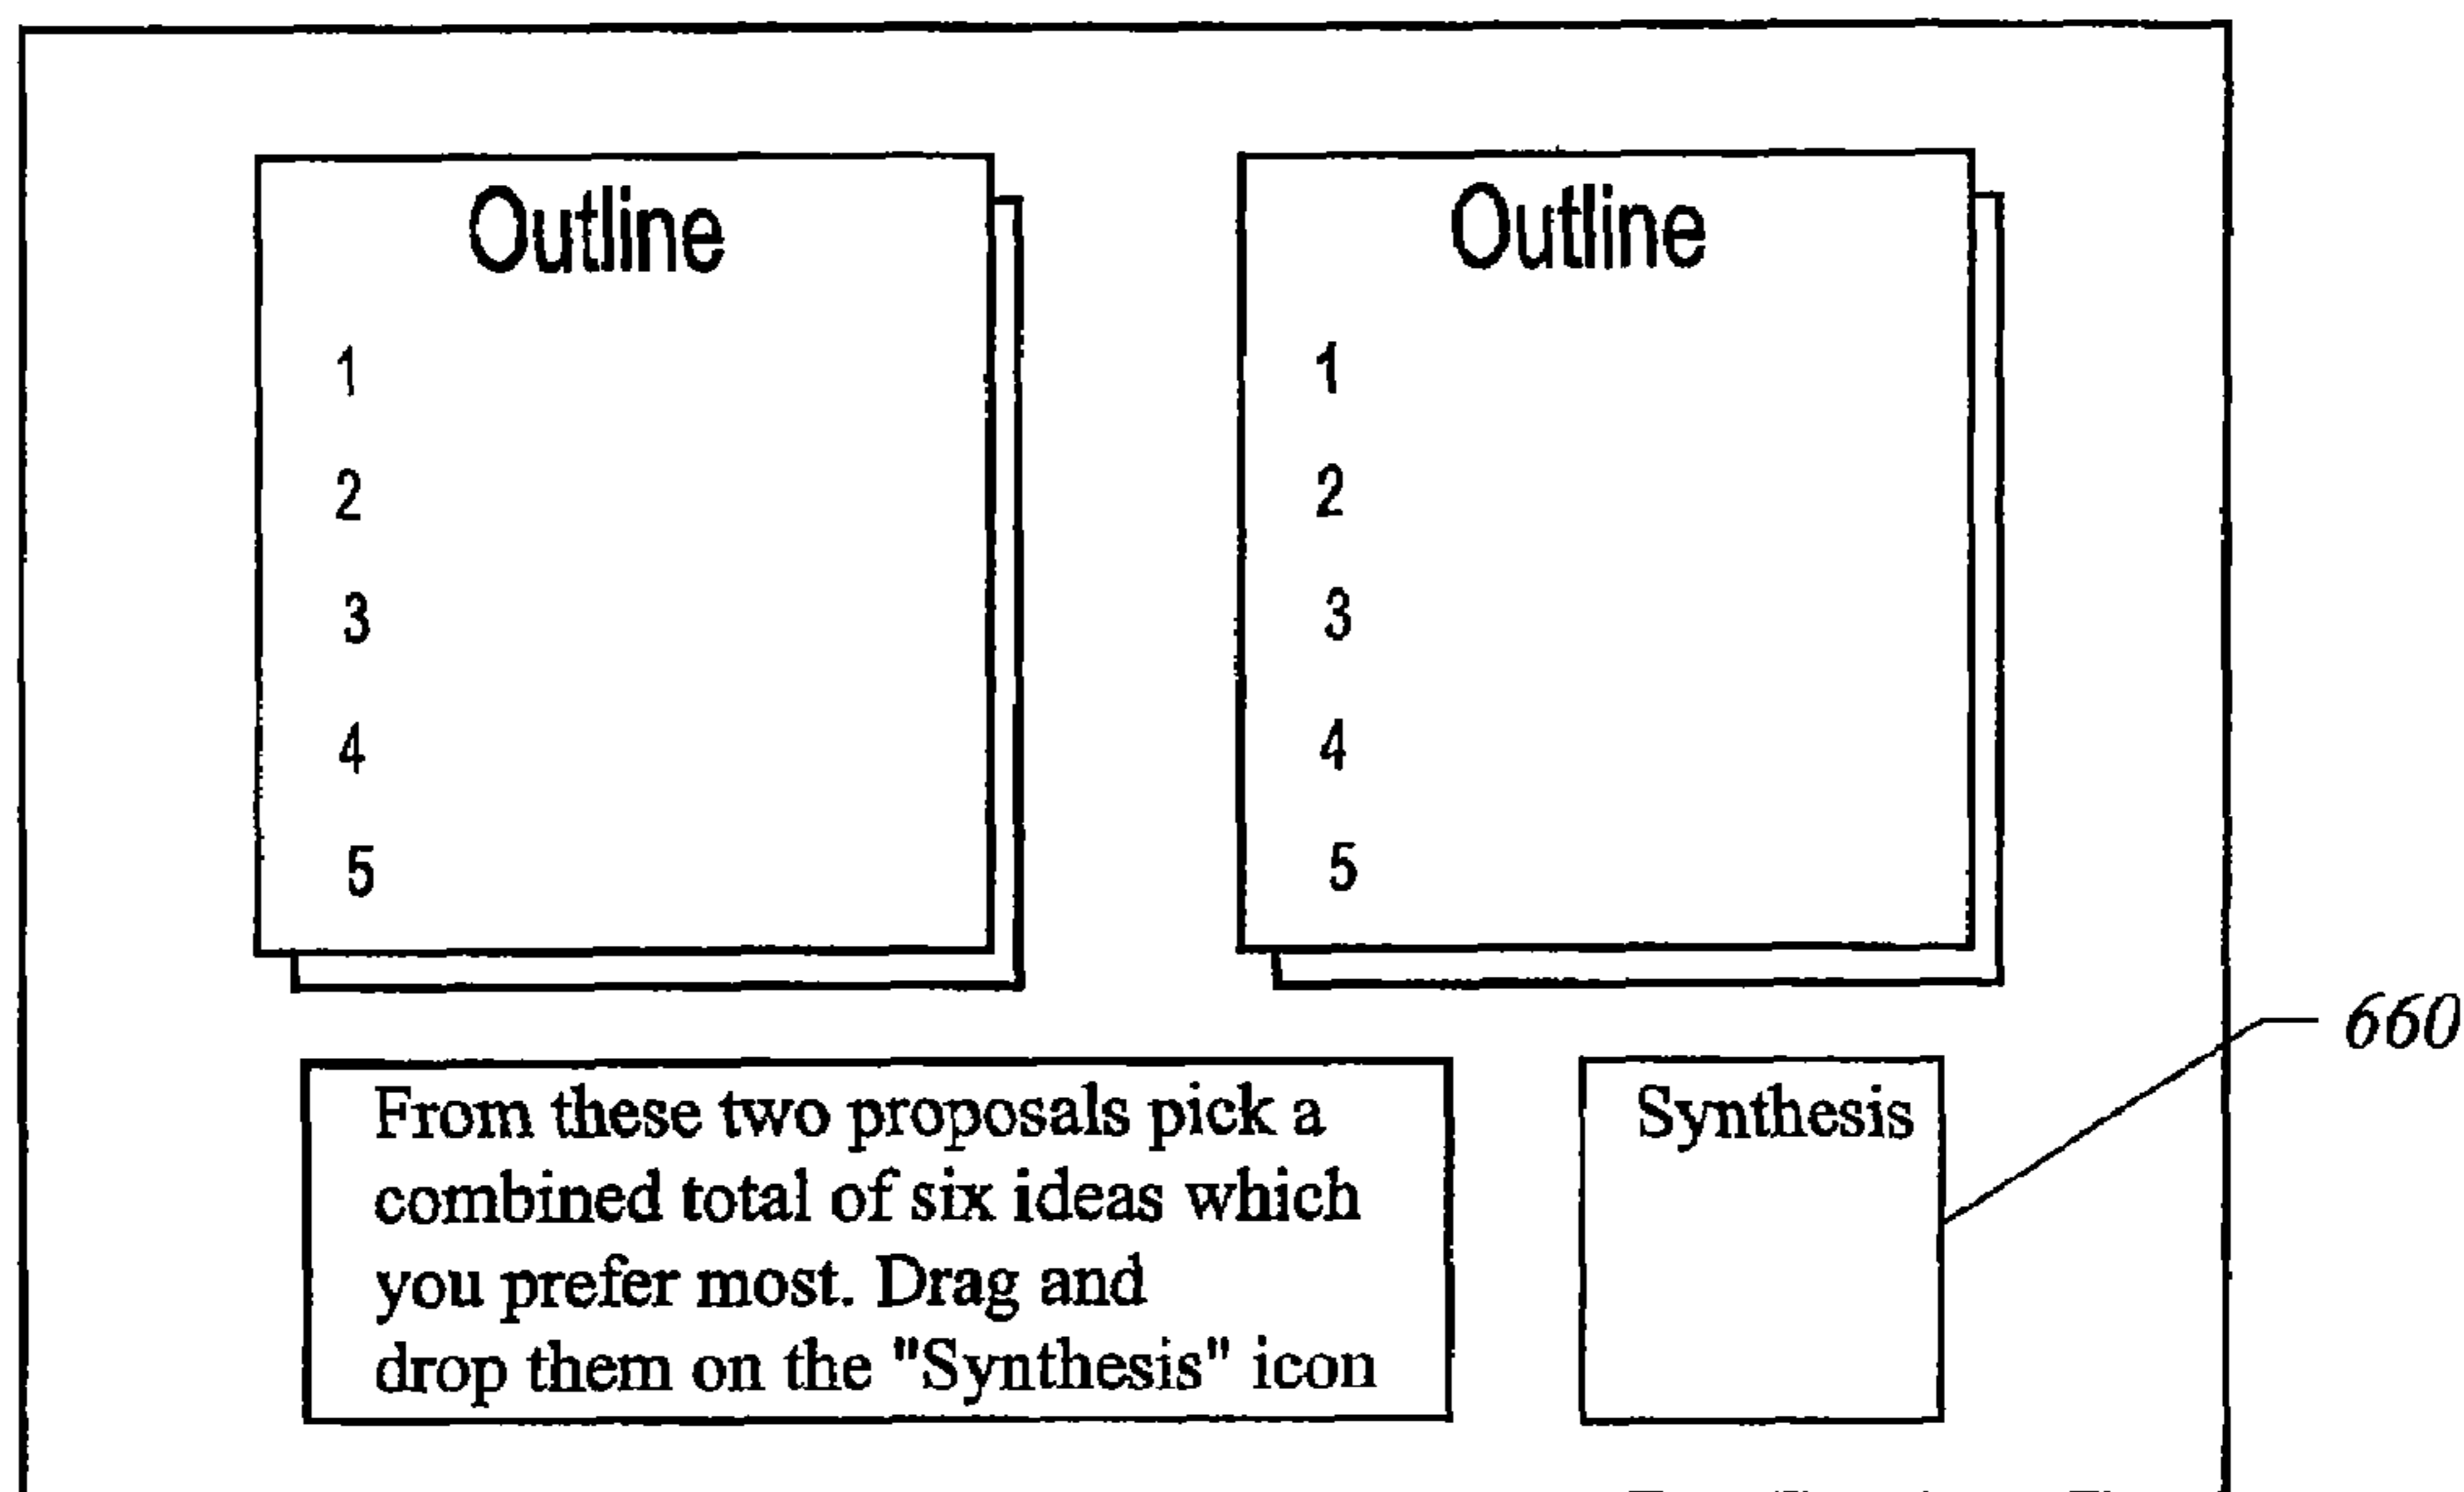 Outline
1
2
3
4
5
Outline
1
2
3
4
5
660
From these two proposals pick a
combined total of six ideas which
you prefer most. Drag and
drop them on the "Synthesis" icon
Synthesis